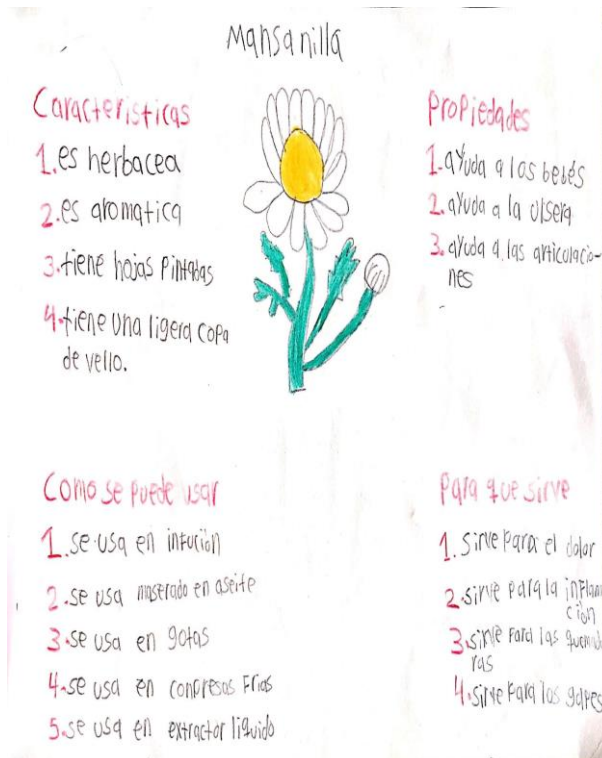 Mansanilla
Caracteristicas
1. es herbacea
2. es aromatica
3. tiene hojas Pintadas
4. tiene una ligera copa
de vello.
Propiedades
1. ayuda a los bebés
2. ayuda a la ulsera
3. ayuda a las articulacio-
nes
Como se puede usar
1. se usa en infución
2. se usa maserado en aseite
3. se usa en gotas
4. se usa en conpresas Frias
5. se usa en extractor liquido
Para que sirve
1. Sirve para el dolor
2. sirve para la inflama
ción
3. sirve Para las quemadu
ras
4. sirve para los golpes